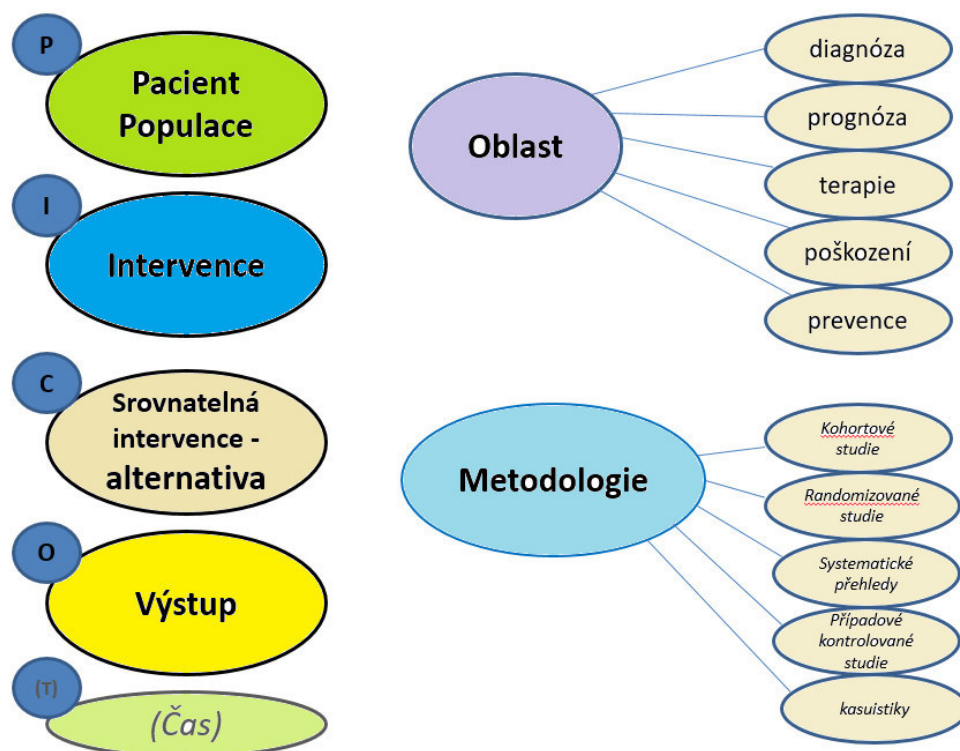 P
Pacient
Populace
I
Intervence
C
Srovnatelná
intervence -
alternativa
O
Výstup
(T)
(Čas)
Oblast
diagnóza
prognóza
terapie
poškození
prevence
Metodologie
Kohortové
studie
Randomizované
studie
Systematické
přehledy
Případové
kontrolované
studie
kasuistiky